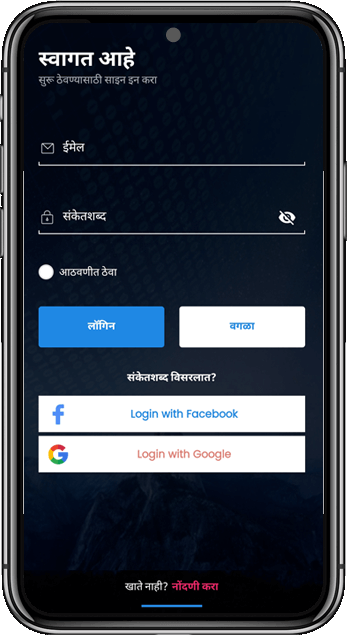 स्वागत आहे
सुरू ठेवण्यासाठी साइन इन करा
ईमेल
संकेतशब्द
आठवणीत ठेवा
लॉगिन
वगळा
संकेतशब्द विसरलात?
Login with Facebook
Login with Google
खाते नाही? नोंदणी करा